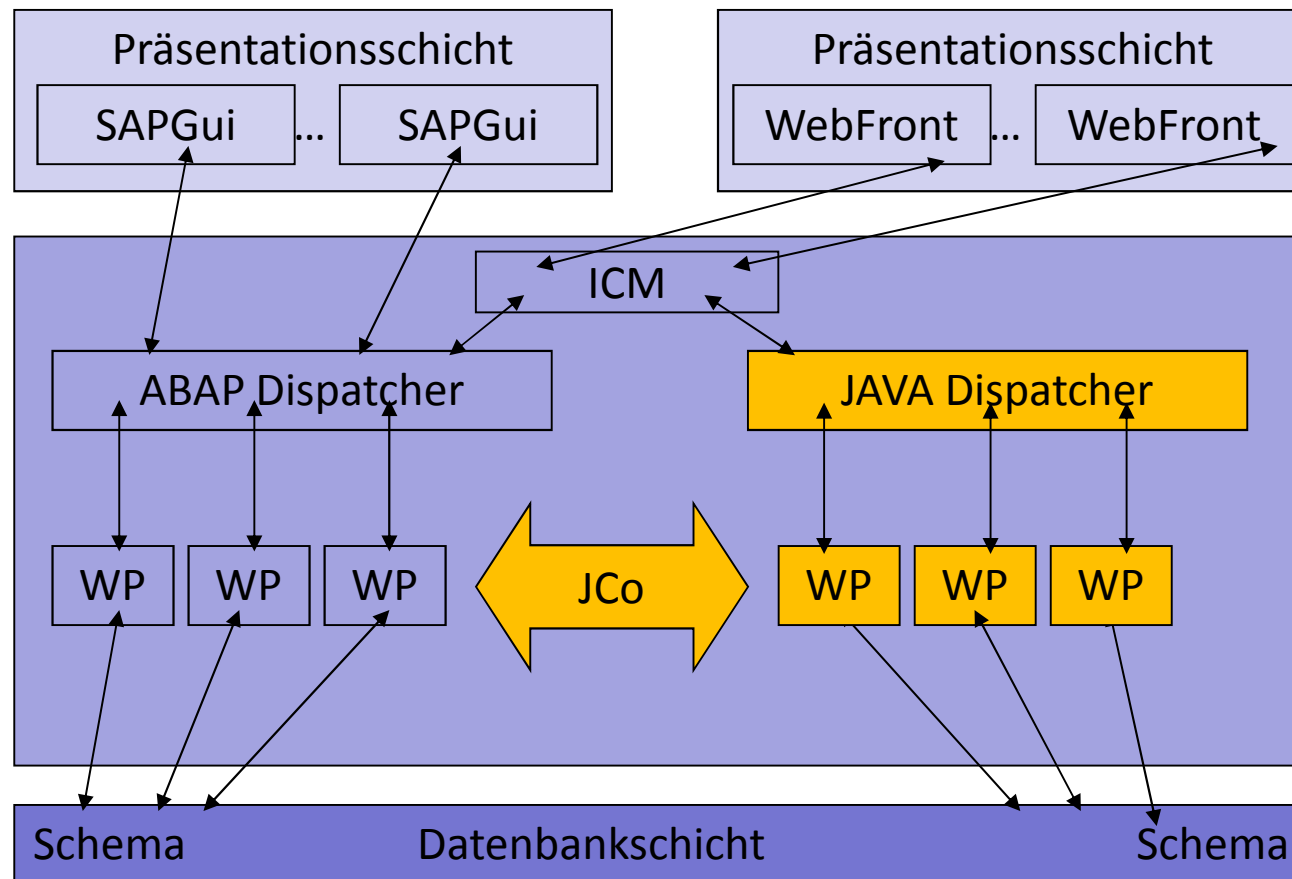 Präsentationsschicht
SAPGui ... SAPGui
Präsentationsschicht
WebFront ... WebFront
ICM
ABAP Dispatcher
JAVA Dispatcher
WP WP WP
JCo
WP WP WP
Schema Datenbankschicht Schema